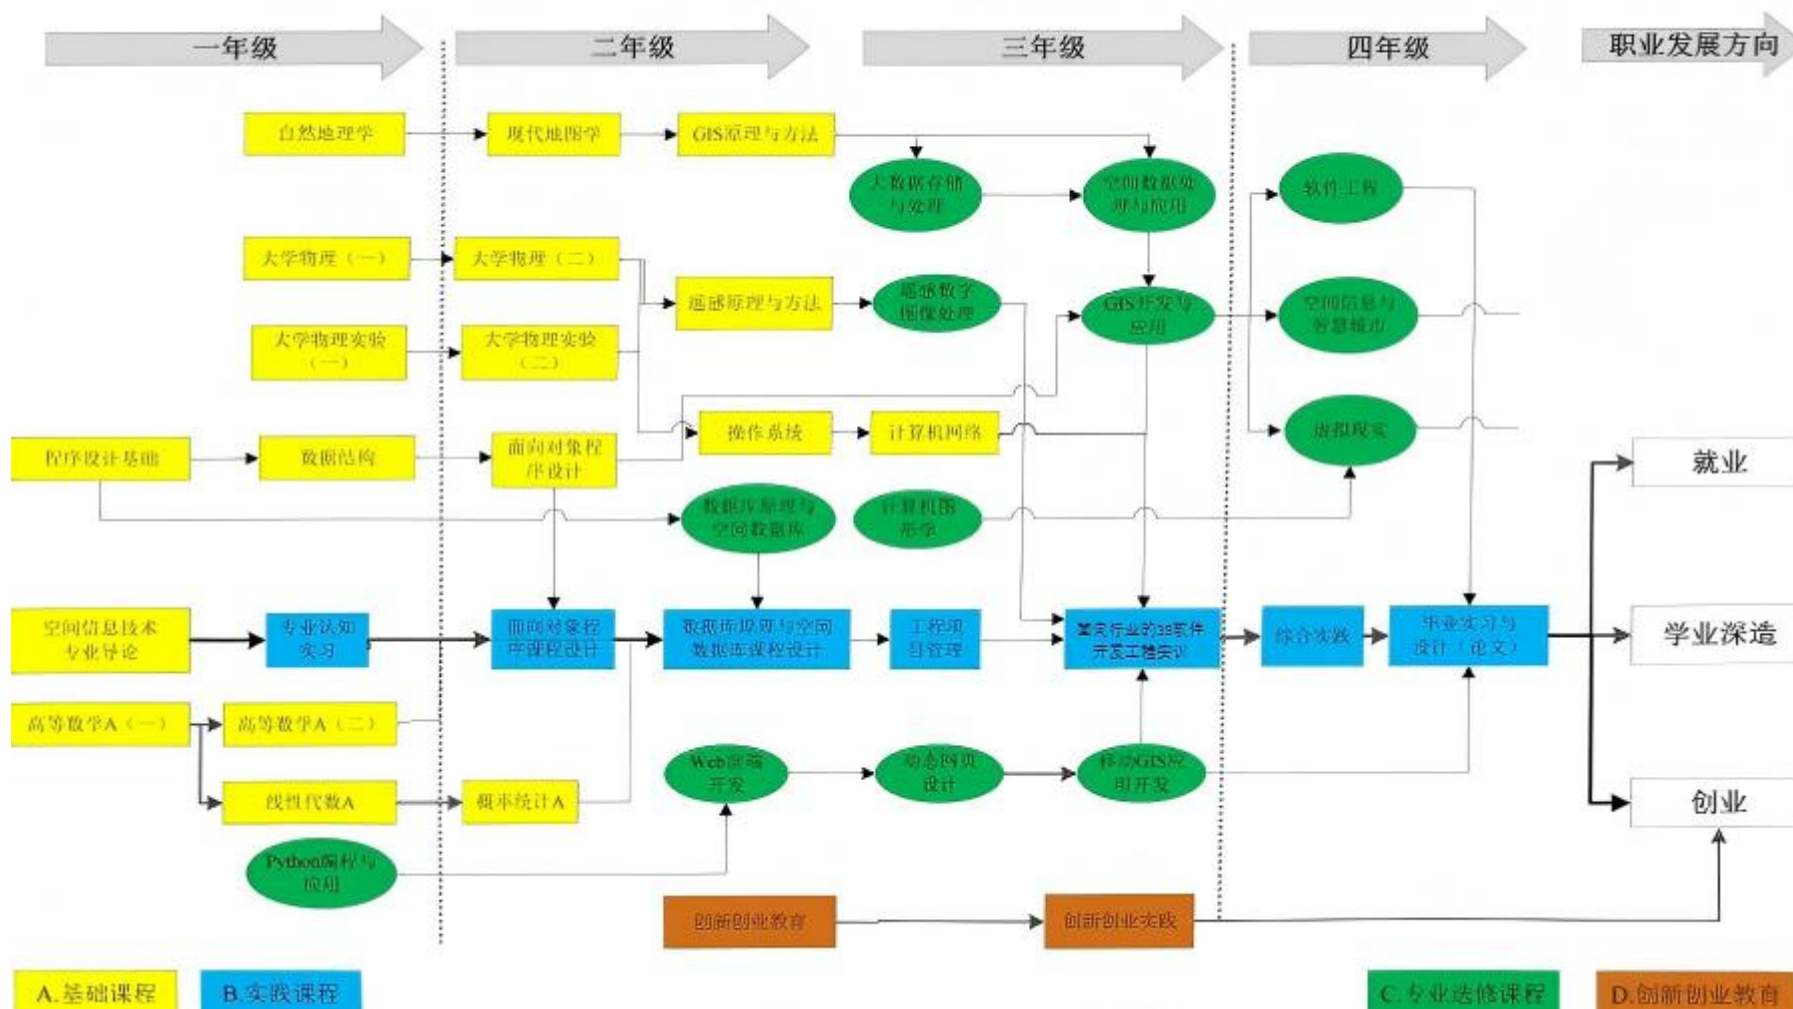 一年级
二年级
三年级
四年级
职业发展方向
自然地理学
现代地图学
GIS原理与方法
大数据存储
与处理
空间数据处
理与应用
软件工程
大学物理（一）
大学物理（二）
遥感原理与方法
遥感数字
图像处理
GIS开发与
应用
空间信息与
智慧城市
大学物理实验
（一）
大学物理实验
（二）
操作系统
计算机网络
虚拟现实
程序设计基础
数据结构
面向对象程
序设计
就业
数据库原理与
空间数据库
计算机图
形学
空间信息技术
专业导论
专业认知
实习
面向对象程
序课程设计
数据库原理与空间
数据库课程设计
工程项
目管理
面向行业的3S软件
开发工程实训
综合实践
毕业实习与
设计（论文）
学业深造
高等数学A（一）
高等数学A（二）
Web前端
开发
动态网页
设计
移动GIS应
用开发
线性代数A
概率统计A
创业
Python编程与
应用
创新创业教育
创新创业实践
A.基础课程
B.实践课程
C.专业选修课程
D.创新创业教育